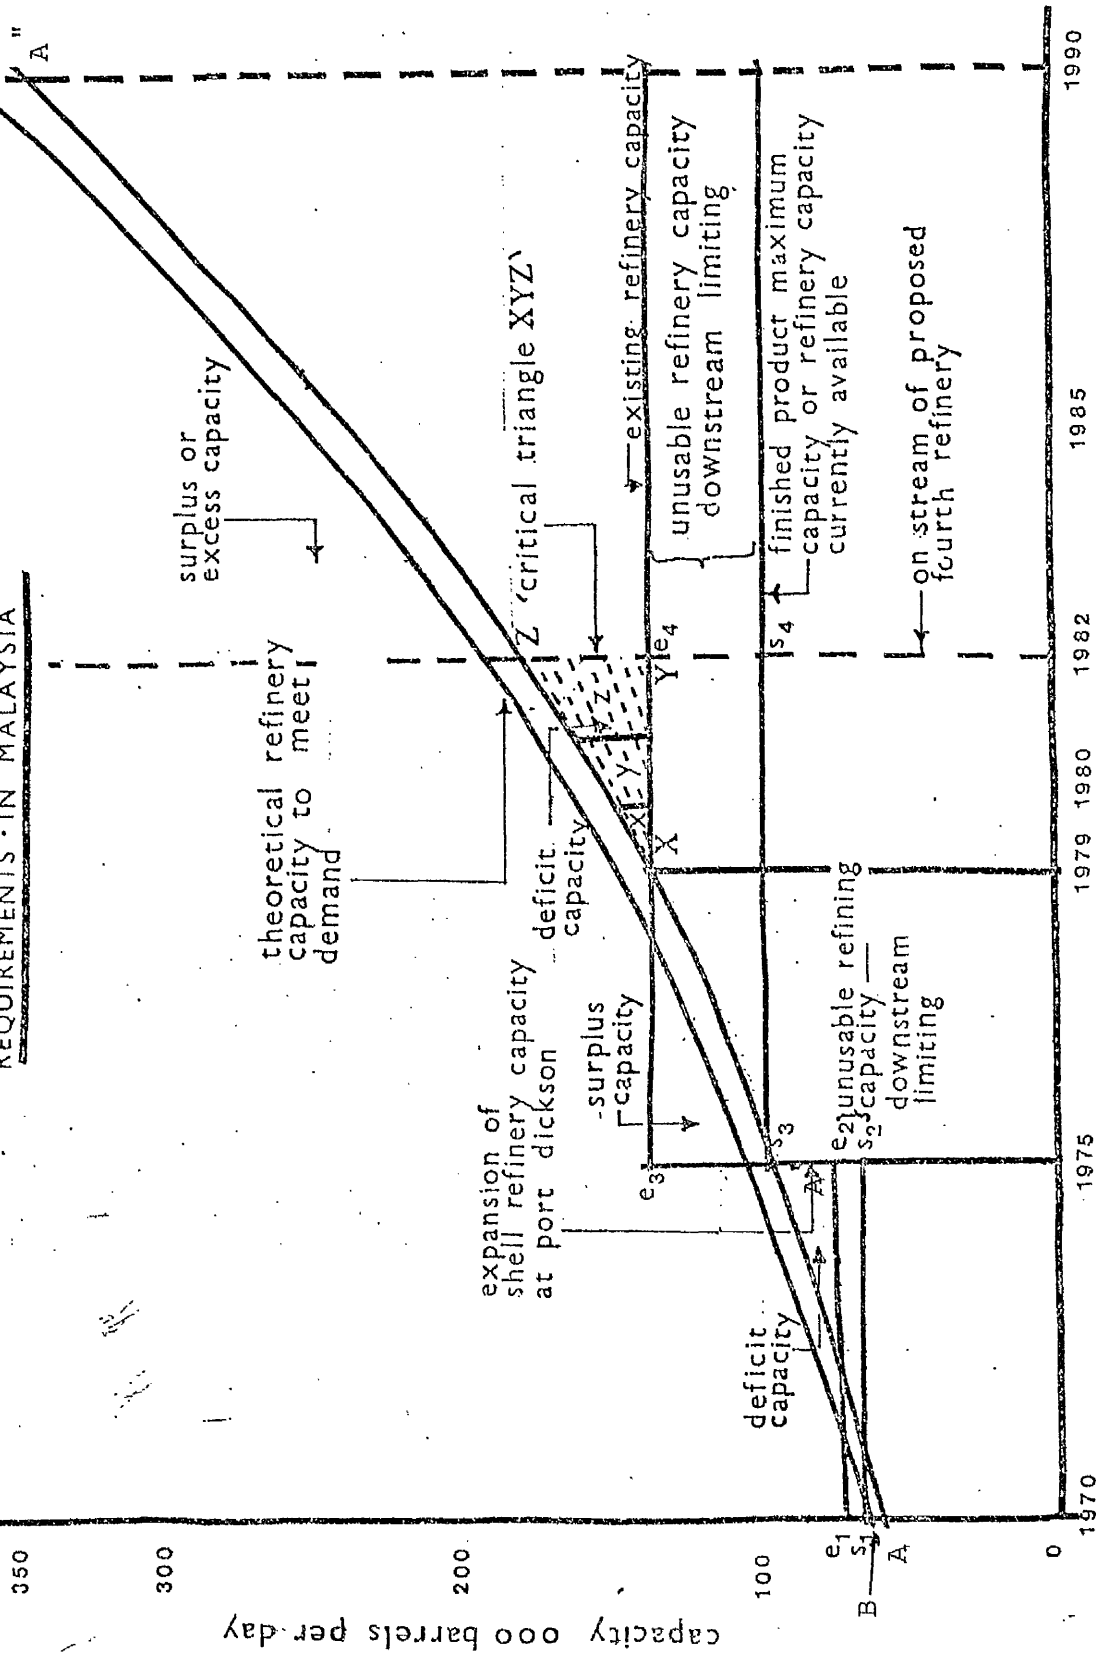 REQUIREMENTS · IN MALAYSIA
350
300
200
100
0
capacity 000 barrels per day
1970
1975
1979
1980
1982
1985
1990
A"
surplus or
excess capacity
theoretical refinery
capacity to meet
demand
Z 'critical triangle XYZ'
existing refinery capacity
unusable refinery capacity
downstream limiting
finished product maximum
capacity or refinery capacity
currently available
on stream of proposed
fourth refinery
deficit
capacity
expansion of
shell refinery capacity
at port dickson
surplus
capacity
deficit
capacity
e2 unusable refining
s2 capacity —
downstream
limiting
e3
s3
A'
e4
s4
X
Y
X
Y
Z
e1
s1
A
B